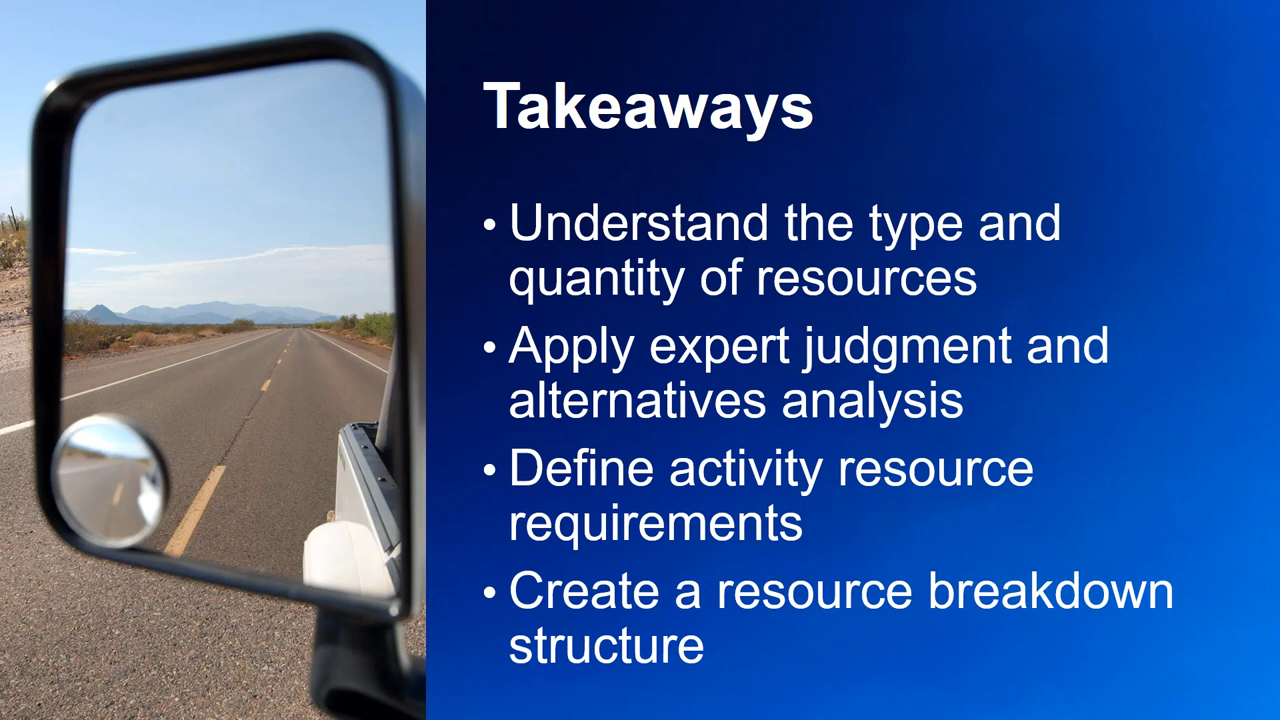 Takeaways
• Understand the type and
quantity of resources
• Apply expert judgment and
alternatives analysis
• Define activity resource
requirements
• Create a resource breakdown
structure